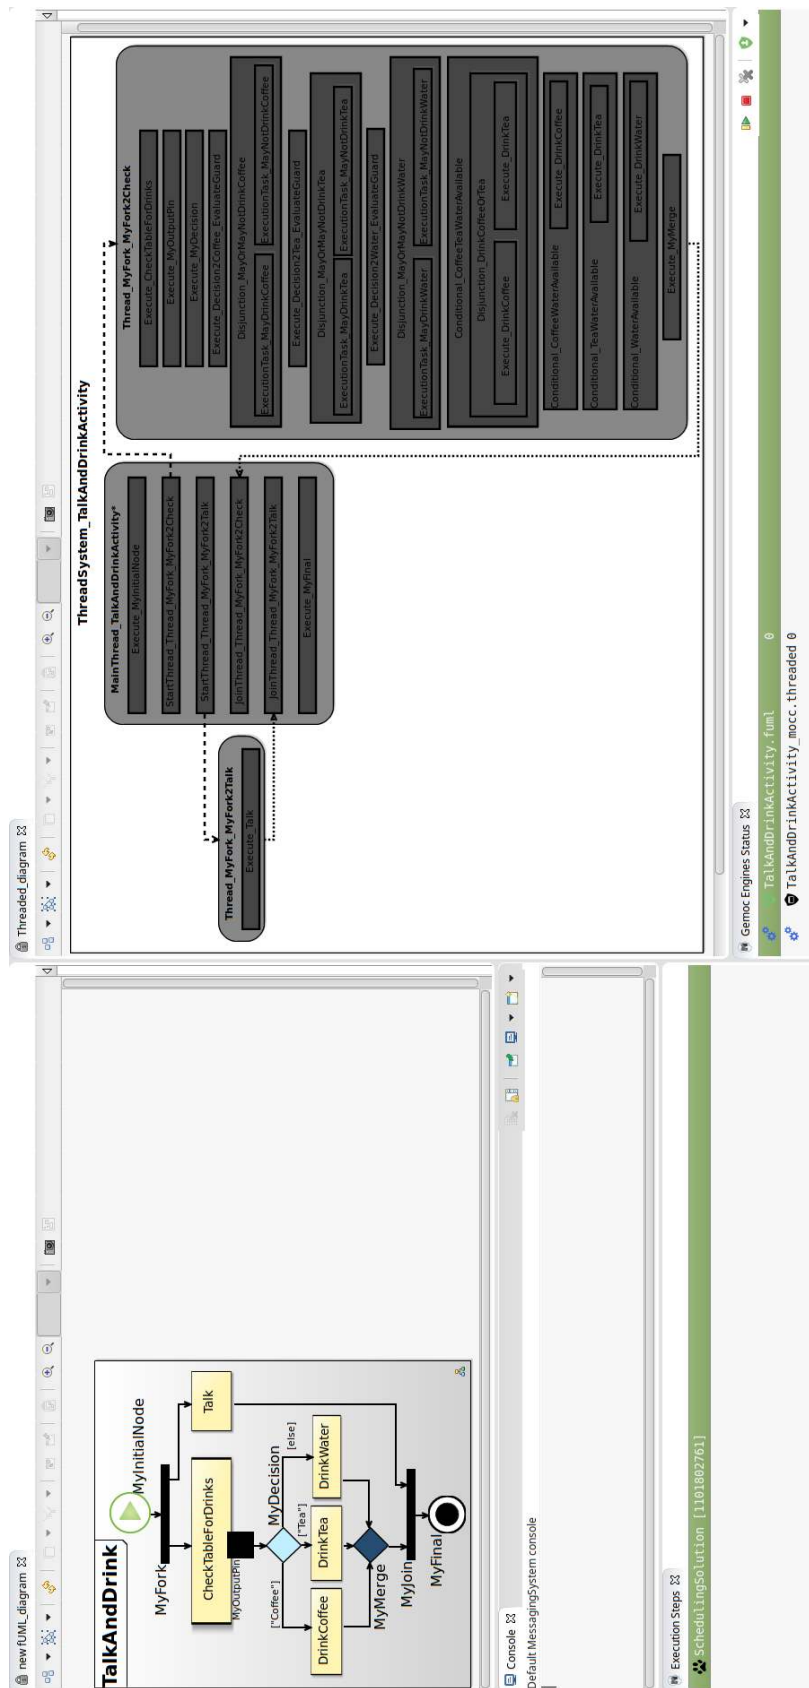 new fUML_diagram
TalkAndDrink
MyInitialNode
MyFork
CheckTableForDrinks
Talk
MyOutputPin
MyDecision
["Coffee"]
["Tea"]
[else]
DrinkCoffee
DrinkTea
DrinkWater
MyMerge
MyJoin
MyFinal
Console
Default MessagingSystem console
Execution Steps
SchedulingSolution [1101802761]
Threaded_diagram
ThreadSystem_TalkAndDrinkActivity
Thread_MyFork_MyFork2Talk
Execute_Talk
MainThread_TalkAndDrinkActivity*
Execute_MyInitialNode
StartThread_Thread_MyFork_MyFork2Check
StartThread_Thread_MyFork_MyFork2Talk
JoinThread_Thread_MyFork_MyFork2Check
JoinThread_Thread_MyFork_MyFork2Talk
Execute_MyFinal
Thread_MyFork_MyFork2Check
Execute_CheckTableForDrinks
Execute_MyOutputPin
Execute_MyDecision
Execute_Decision2Coffee_EvaluateGuard
Disjunction_MayOrMayNotDrinkCoffee
ExecutionTask_MayDrinkCoffee
ExecutionTask_MayNotDrinkCoffee
Execute_Decision2Tea_EvaluateGuard
Disjunction_MayOrMayNotDrinkTea
ExecutionTask_MayDrinkTea
ExecutionTask_MayNotDrinkTea
Execute_Decision2Water_EvaluateGuard
Disjunction_MayOrMayNotDrinkWater
ExecutionTask_MayDrinkWater
ExecutionTask_MayNotDrinkWater
Conditional_CoffeeTeaWaterAvailable
Disjunction_DrinkCoffeeOrTea
Execute_DrinkCoffee
Execute_DrinkTea
Conditional_CoffeeWaterAvailable
Execute_DrinkCoffee
Conditional_TeaWaterAvailable
Execute_DrinkTea
Conditional_WaterAvailable
Execute_DrinkWater
Execute_MyMerge
Gemoc Engines Status
TalkAndDrinkActivity.fuml 0
TalkAndDrinkActivity_mocc.threaded 0